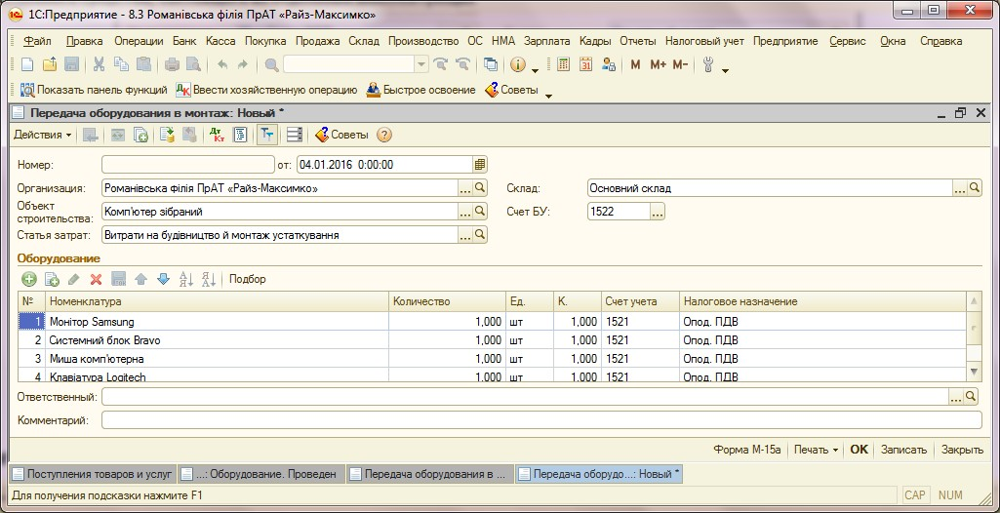 1С:Предприятие - 8.3 Романівська філія ПрАТ «Райз-Максимко»
Файл Правка Операции Банк Касса Покупка Продажа Склад Производство ОС НМА Зарплата Кадры Отчеты Налоговый учет Предприятие Сервис Окна Справка
M M+ M-
Показать панель функций Ввести хозяйственную операцию Быстрое освоение Советы
Передача оборудования в монтаж: Новый *
Действия Советы
Номер: от: 04.01.2016 0:00:00
Организация: Романівська філія ПрАТ «Райз-Максимко» Склад: Основний склад
Объект строительства: Комп'ютер зібраний Счет БУ: 1522
Статья затрат: Витрати на будівництво й монтаж устаткування
Оборудование
Подбор
№ Номенклатура Количество Ед. К. Счет учета Налоговое назначение
1 Монітор Samsung 1,000 шт 1,000 1521 Опод. ПДВ
2 Системний блок Bravo 1,000 шт 1,000 1521 Опод. ПДВ
3 Миша комп'ютерна 1,000 шт 1,000 1521 Опод. ПДВ
4 Клавіатура Logitech 1,000 шт 1,000 1521 Опод. ПДВ
Ответственный:
Комментарий:
Форма М-15а Печать OK Записать Закрыть
Поступления товаров и услуг ...: Оборудование. Проведен Передача оборудования в ... Передача оборудо...: Новый *
Для получения подсказки нажмите F1 CAP NUM